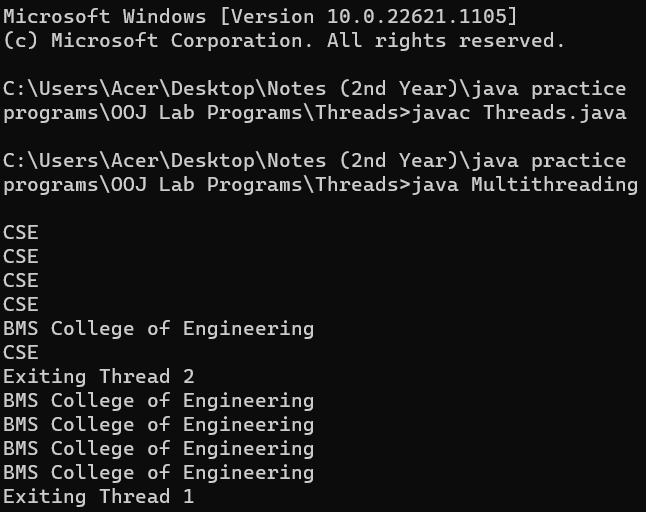 Microsoft Windows [Version 10.0.22621.1105]
(c) Microsoft Corporation. All rights reserved.
C:\Users\Acer\Desktop\Notes (2nd Year)\java practice
programs\OOJ Lab Programs\Threads>javac Threads.java
C:\Users\Acer\Desktop\Notes (2nd Year)\java practice
programs\OOJ Lab Programs\Threads>java Multithreading
CSE
CSE
CSE
CSE
BMS College of Engineering
CSE
Exiting Thread 2
BMS College of Engineering
BMS College of Engineering
BMS College of Engineering
BMS College of Engineering
Exiting Thread 1